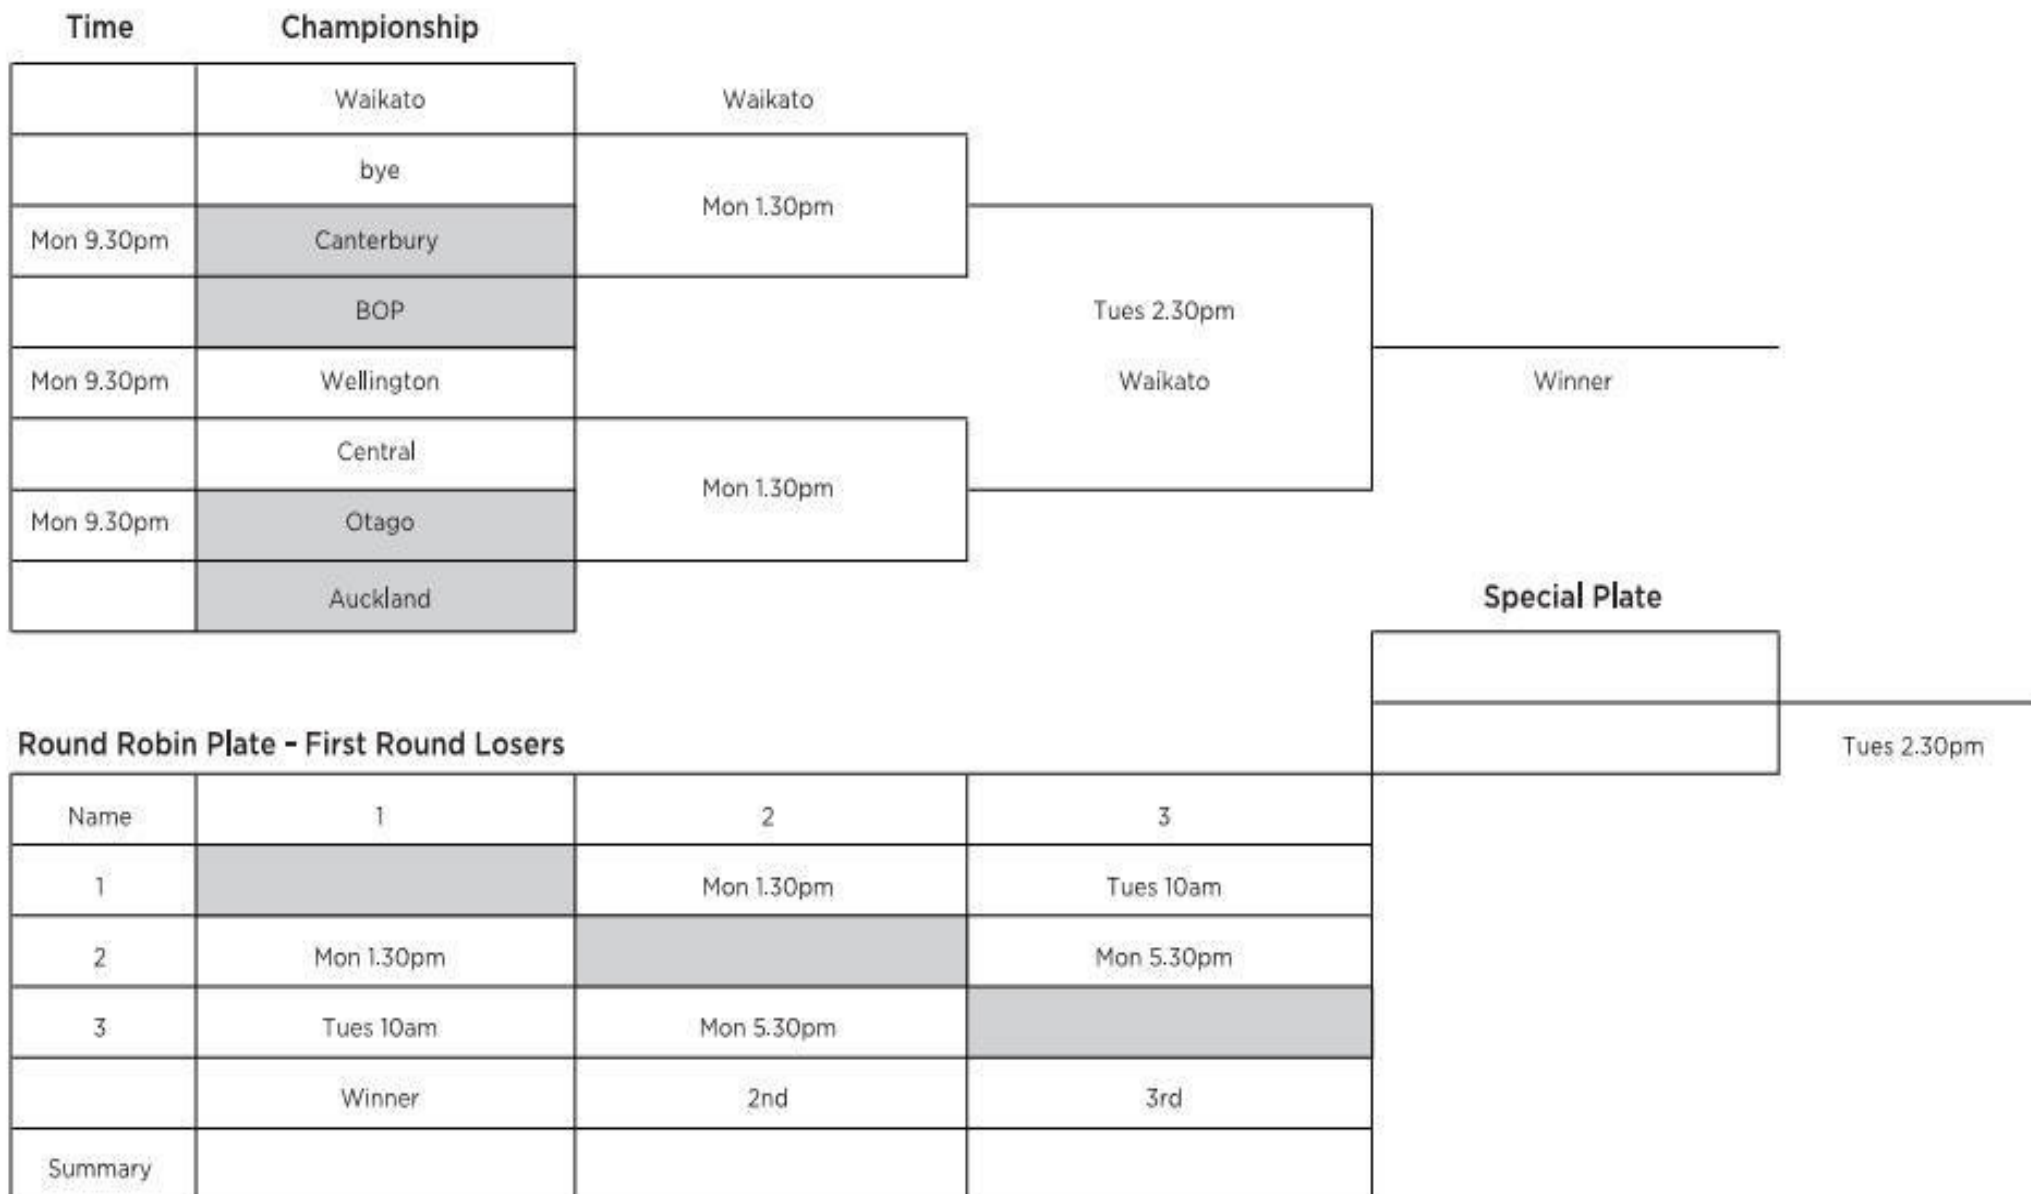 Time Championship
Waikato Waikato
bye
Mon 1.30pm
Mon 9.30pm Canterbury
BOP Tues 2.30pm
Mon 9.30pm Wellington Waikato Winner
Central
Mon 1.30pm
Mon 9.30pm Otago
Auckland Special Plate
Round Robin Plate - First Round Losers Tues 2.30pm
Name 1 2 3
1 Mon 1.30pm Tues 10am
2 Mon 1.30pm Mon 5.30pm
3 Tues 10am Mon 5.30pm
Winner 2nd 3rd
Summary